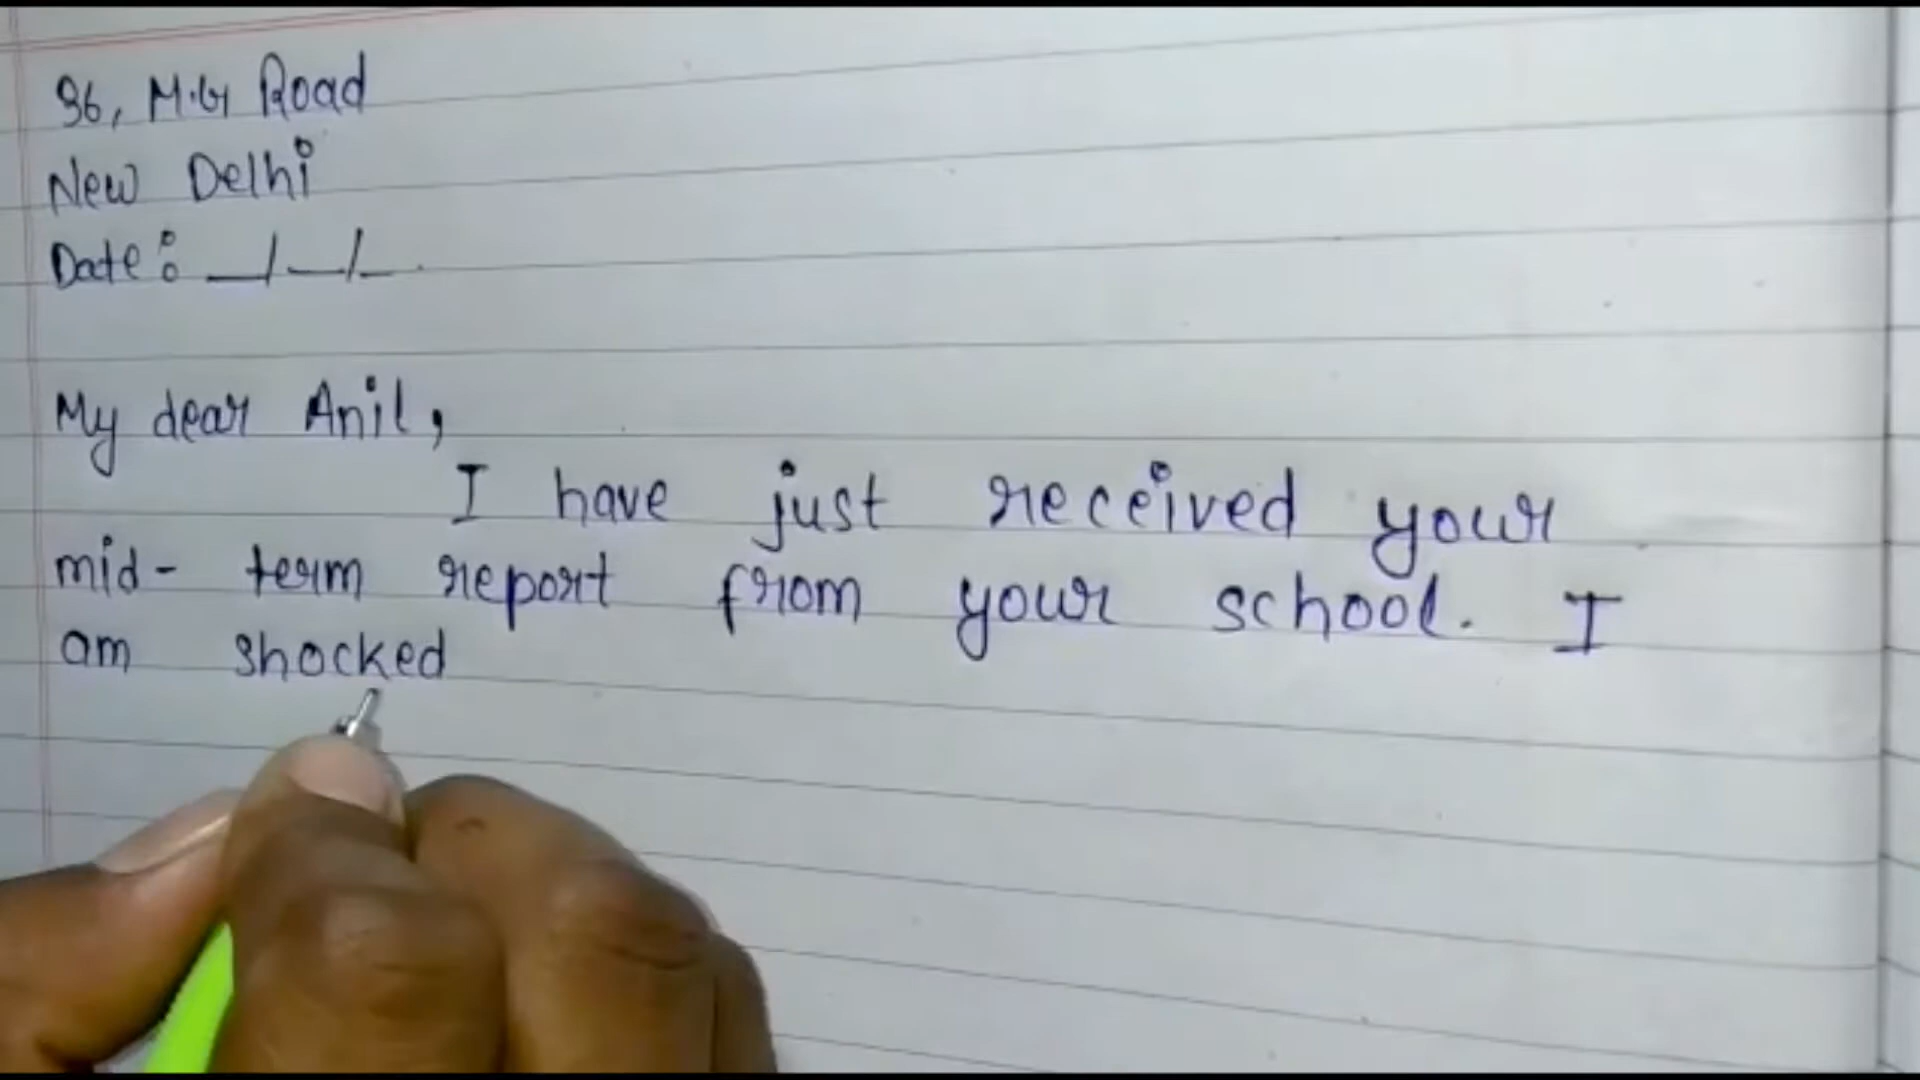 36, M.G Road
New Delhi
Date: __/__/__.
My dear Anil,
I have just received your
mid- term report from your school. I
am shocked